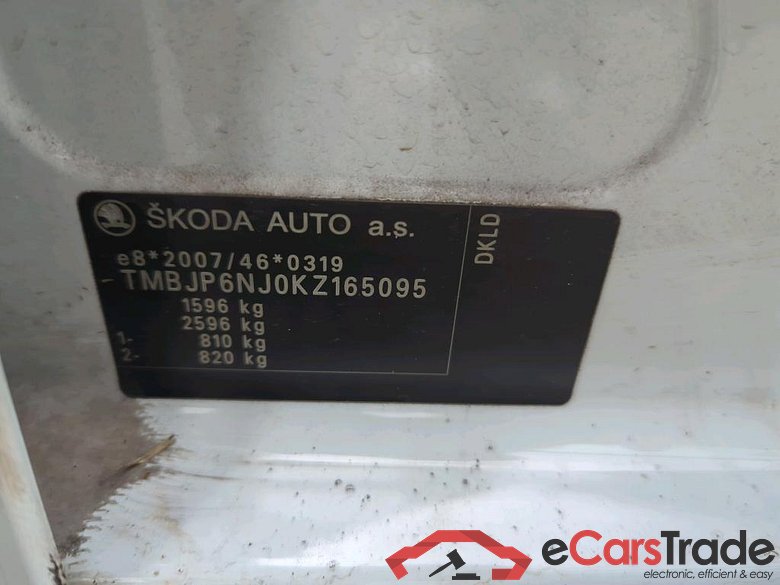 ŠKODA AUTO a.s.
e8*2007/46*0319
TMBJP6NJ0KZ165095
1596 kg
2596 kg
1- 810 kg
2- 820 kg
DKLD
eCarsTrade
electronic, efficient & easy